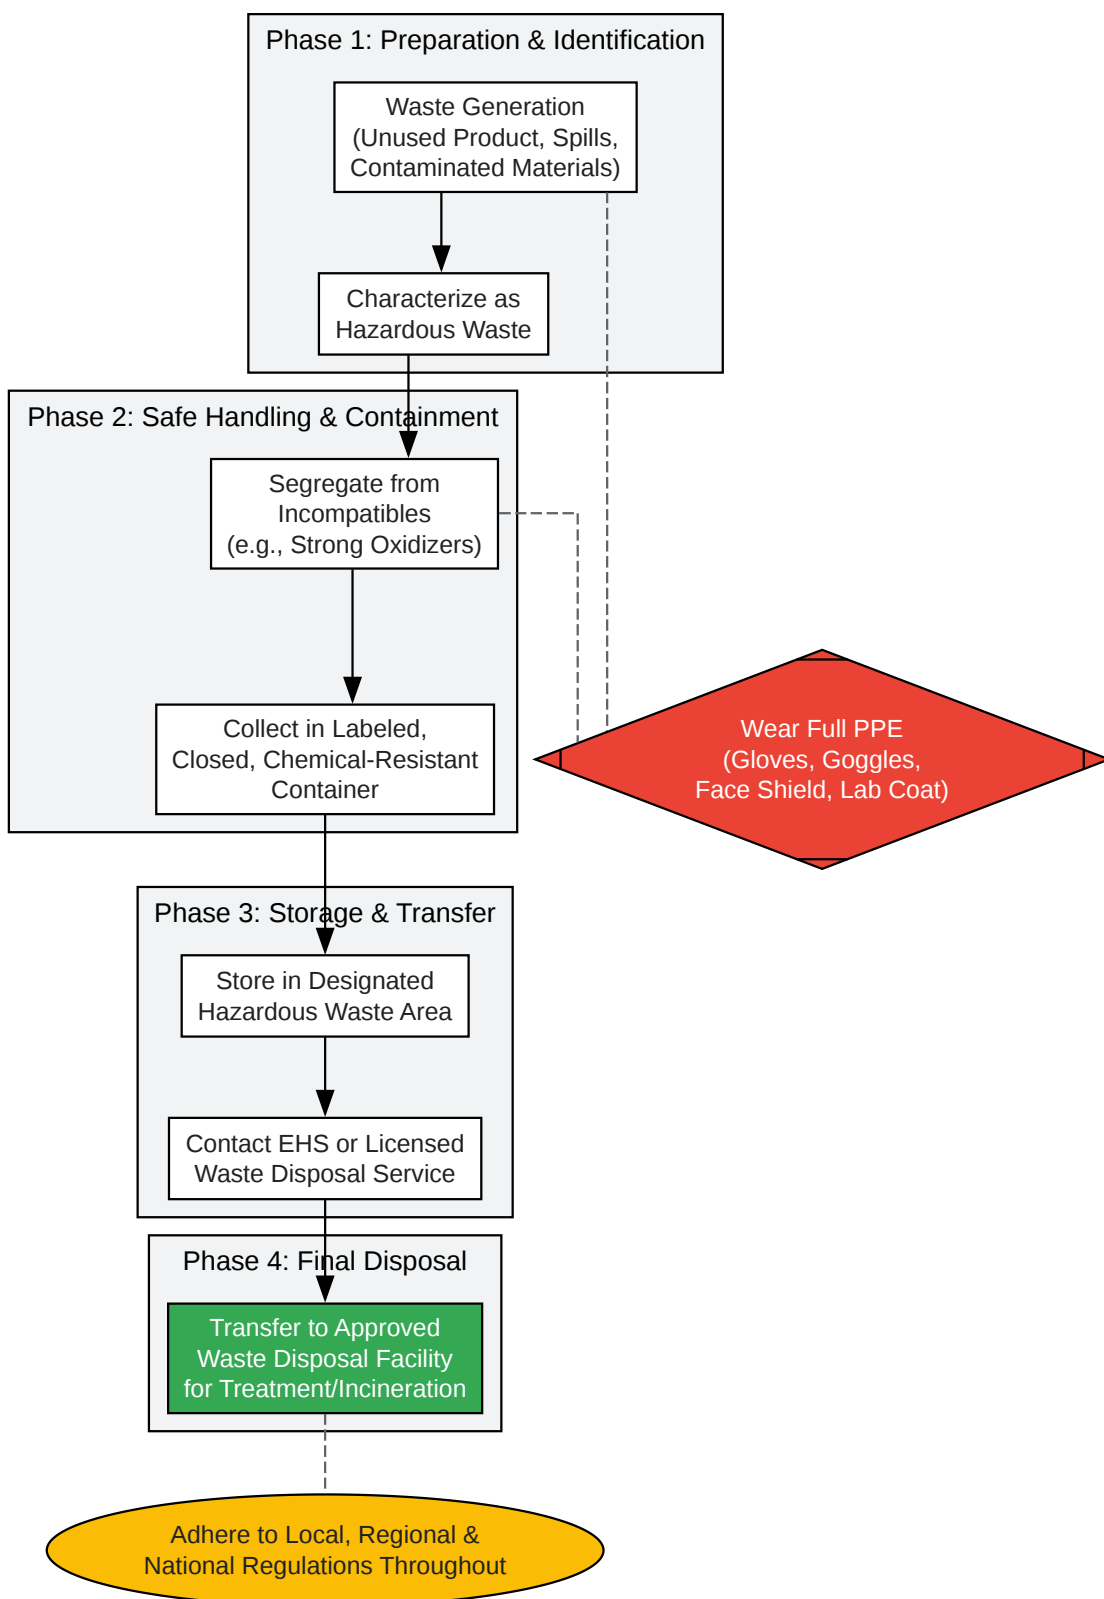 Phase 1: Preparation & Identification
Waste Generation
(Unused Product, Spills,
Contaminated Materials)
Characterize as
Hazardous Waste
Phase 2: Safe Handling & Containment
Segregate from
Incompatibles
(e.g., Strong Oxidizers)
Collect in Labeled,
Closed, Chemical-Resistant
Container
Wear Full PPE
(Gloves, Goggles,
Face Shield, Lab Coat)
Phase 3: Storage & Transfer
Store in Designated
Hazardous Waste Area
Contact EHS or Licensed
Waste Disposal Service
Phase 4: Final Disposal
Transfer to Approved
Waste Disposal Facility
for Treatment/Incineration
Adhere to Local, Regional &
National Regulations Throughout